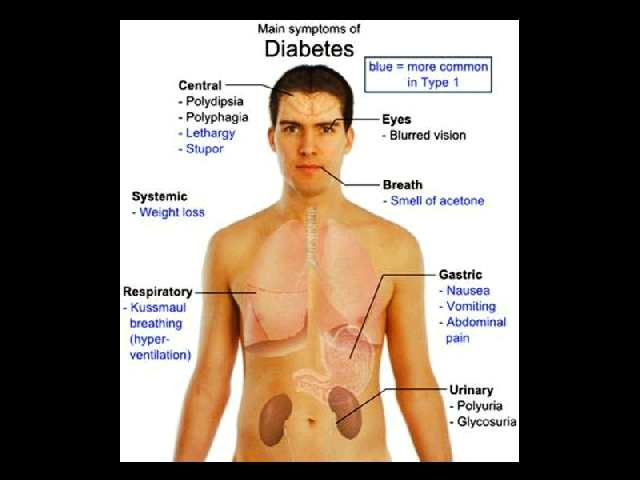 Main symptoms of
Diabetes
blue = more common
in Type 1
Central
- Polydipsia
- Polyphagia
- Lethargy
- Stupor
Eyes
- Blurred vision
Breath
- Smell of acetone
Systemic
- Weight loss
Gastric
- Nausea
- Vomiting
- Abdominal
pain
Respiratory
- Kussmaul
breathing
(hyper-
ventilation)
Urinary
- Polyuria
- Glycosuria